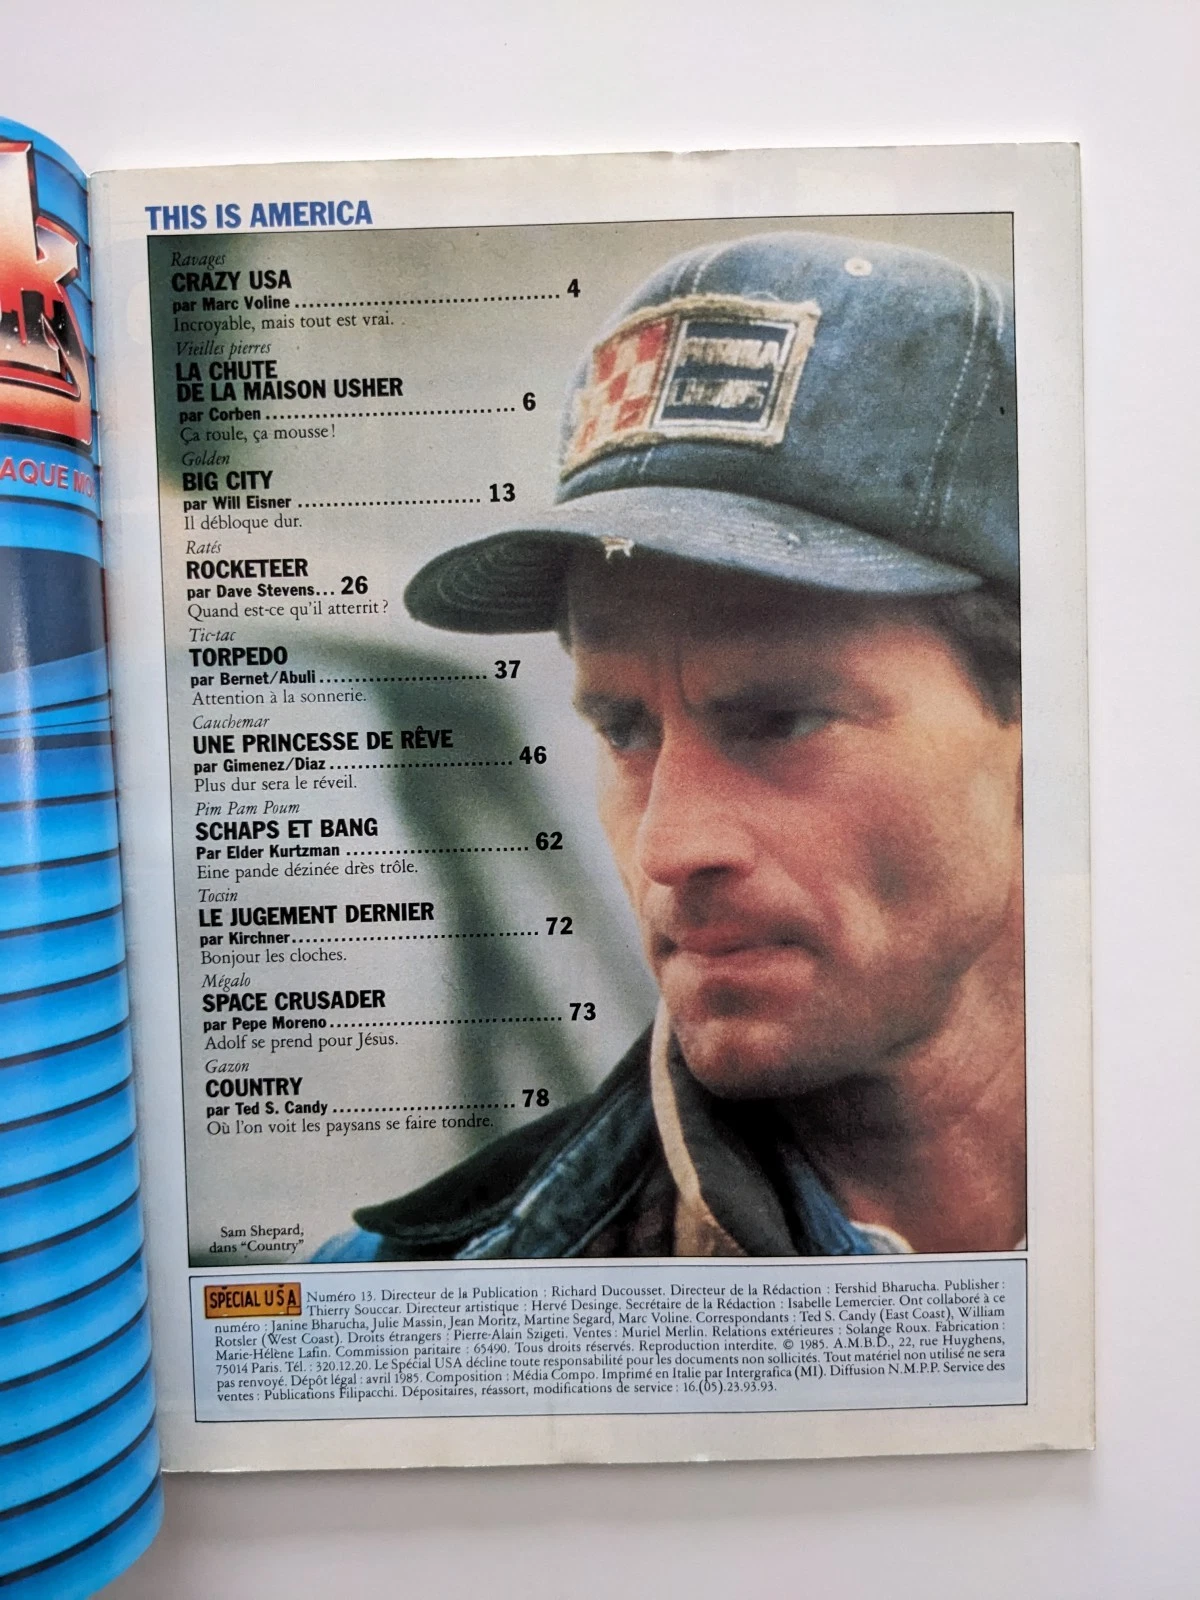 AQUE MO
THIS IS AMERICA
Ravages
CRAZY USA
par Marc Voline .......................................... 4
Incroyable, mais tout est vrai.
Vieilles pierres
LA CHUTE
DE LA MAISON USHER
par Corben ........................................ 6
Ça roule, ça mousse!
Golden
BIG CITY
par Will Eisner ............................. 13
Il débloque dur.
Ratés
ROCKETEER
par Dave Stevens... 26
Quand est-ce qu'il atterrit?
Tic-tac
TORPEDO
par Bernet/Abuli ........................... 37
Attention à la sonnerie.
Cauchemar
UNE PRINCESSE DE RÊVE
par Gimenez/Diaz ............................. 46
Plus dur sera le réveil.
Pim Pam Poum
SCHAPS ET BANG
Par Elder Kurtzman ............................. 62
Eine pande dézinée drès trôle.
Tocsin
LE JUGEMENT DERNIER
par Kirchner....................................... 72
Bonjour les cloches.
Mégalo
SPACE CRUSADER
par Pepe Moreno..................................... 73
Adolf se prend pour Jésus.
Gazon
COUNTRY
par Ted S. Candy ............................. 78
Où l'on voit les paysans se faire tondre.
Sam Shepard,
dans "Country"
SPÉCIAL USA Numéro 13. Directeur de la Publication : Richard Ducousset. Directeur de la Rédaction : Fershid Bharucha. Publisher :
Thierry Souccar. Directeur artistique : Hervé Desinge. Secrétaire de la Rédaction : Isabelle Lemercier. Ont collaboré à ce
numéro : Janine Bharucha, Julie Massin, Jean Moritz, Martine Segard, Marc Voline. Correspondants : Ted S. Candy (East Coast), William
Rotsler (West Coast). Droits étrangers : Pierre-Alain Szigeti. Ventes : Muriel Merlin. Relations extérieures : Solange Roux. Fabrication :
Marie-Hélène Lafin. Commission paritaire : 65490. Tous droits réservés. Reproduction interdite. © 1985. A.M.B.D., 22, rue Huyghens,
75014 Paris. Tél. : 320.12.20. Le Spécial USA décline toute responsabilité pour les documents non sollicités. Tout matériel non utilisé ne sera
pas renvoyé. Dépôt légal : avril 1985. Composition : Média Compo. Imprimé en Italie par Intergrafica (MI). Diffusion N.M.P.P. Service des
ventes : Publications Filipacchi. Dépositaires, réassort, modifications de service : 16.(05).23.93.93.